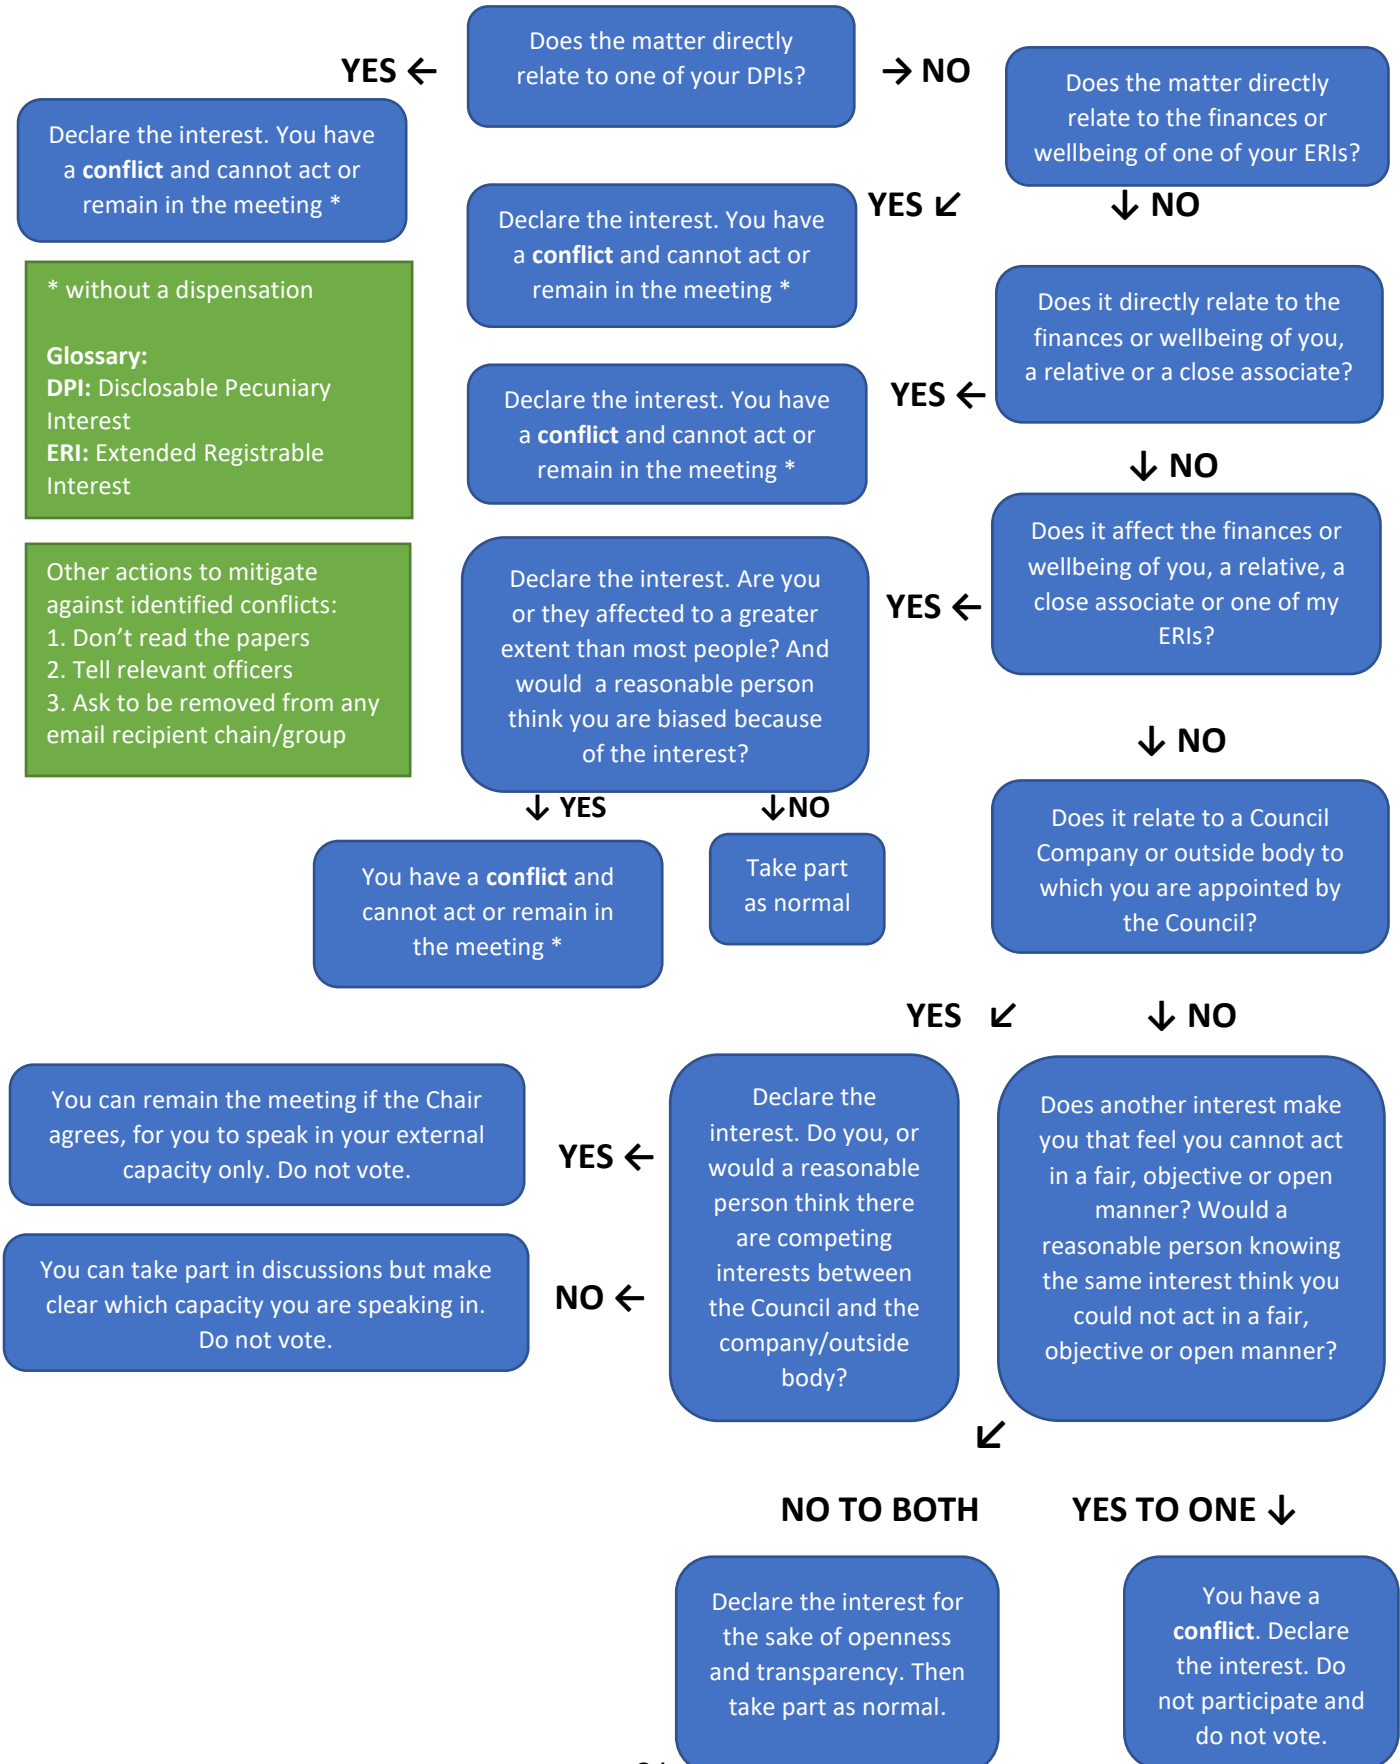 Does the matter directly
relate to one of your DPIs?
YES ←
→ NO
Does the matter directly
relate to the finances or
wellbeing of one of your ERIs?
Declare the interest. You have
a conflict and cannot act or
remain in the meeting *
YES ↙
↓ NO
Declare the interest. You have
a conflict and cannot act or
remain in the meeting *
* without a dispensation
Glossary:
DPI: Disclosable Pecuniary
Interest
ERI: Extended Registrable
Interest
Does it directly relate to the
finances or wellbeing of you,
a relative or a close associate?
YES ←
Declare the interest. You have
a conflict and cannot act or
remain in the meeting *
↓ NO
Does it affect the finances or
wellbeing of you, a relative, a
close associate or one of my
ERIs?
YES ←
Declare the interest. Are you
or they affected to a greater
extent than most people? And
would a reasonable person
think you are biased because
of the interest?
Other actions to mitigate
against identified conflicts:
1. Don't read the papers
2. Tell relevant officers
3. Ask to be removed from any
email recipient chain/group
↓ NO
↓ YES
↓NO
You have a conflict and
cannot act or remain in
the meeting *
Take part
as normal
Does it relate to a Council
Company or outside body to
which you are appointed by
the Council?
YES ↙
↓ NO
Declare the
interest. Do you, or
would a reasonable
person think there
are competing
interests between
the Council and the
company/outside
body?
Does another interest make
you that feel you cannot act
in a fair, objective or open
manner? Would a
reasonable person knowing
the same interest think you
could not act in a fair,
objective or open manner?
YES ←
You can remain the meeting if the Chair
agrees, for you to speak in your external
capacity only. Do not vote.
NO ←
You can take part in discussions but make
clear which capacity you are speaking in.
Do not vote.
↙
NO TO BOTH
YES TO ONE ↓
Declare the interest for
the sake of openness
and transparency. Then
take part as normal.
You have a
conflict. Declare
the interest. Do
not participate and
do not vote.